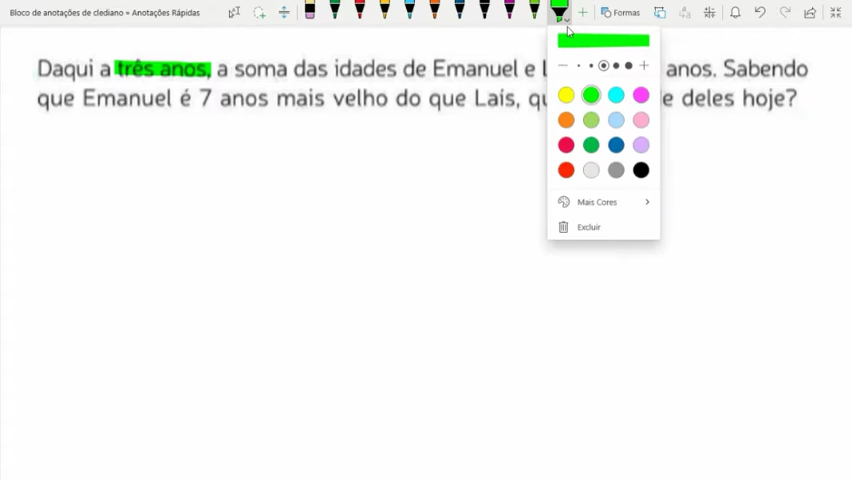 Bloco de anotações de clediano » Anotações Rápidas
Formas
Daqui a três anos, a soma das idades de Emanuel e anos. Sabendo
que Emanuel é 7 anos mais velho do que Laís, deles hoje?
Mais Cores
Excluir